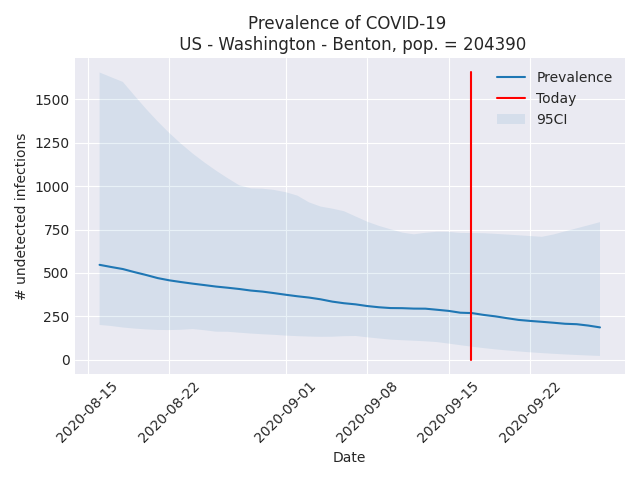 Prevalence of COVID-19
US - Washington - Benton, pop. = 204390
Prevalence
Today
95CI
# undetected infections
1500
1250
1000
750
500
250
0
2020-08-15
2020-08-22
2020-09-01
2020-09-08
2020-09-15
2020-09-22
Date